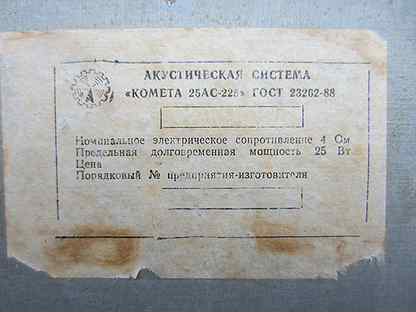 АКУСТИЧЕСКАЯ СИСТЕМА
«КОМЕТА 25АС-225» ГОСТ 23262-88
Номинальное электрическое сопротивление 4 Ом
Предельная долговременная мощность 25 Вт
Цена
Порядковый № предприятия-изготовителя